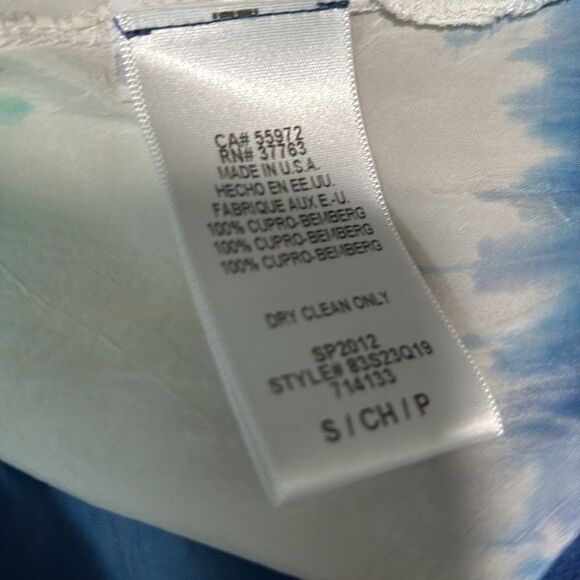 CA# 55972
RN# 37763
MADE IN U.S.A.
HECHO EN EE.UU.
FABRIQUE AUX E.-U.
100% CUPRO-BEMBERG
100% CUPRO-BEMBERG
100% CUPRO-BEMBERG
DRY CLEAN ONLY
SP2012
STYLE# 83S23Q19
714133
S / CH / P